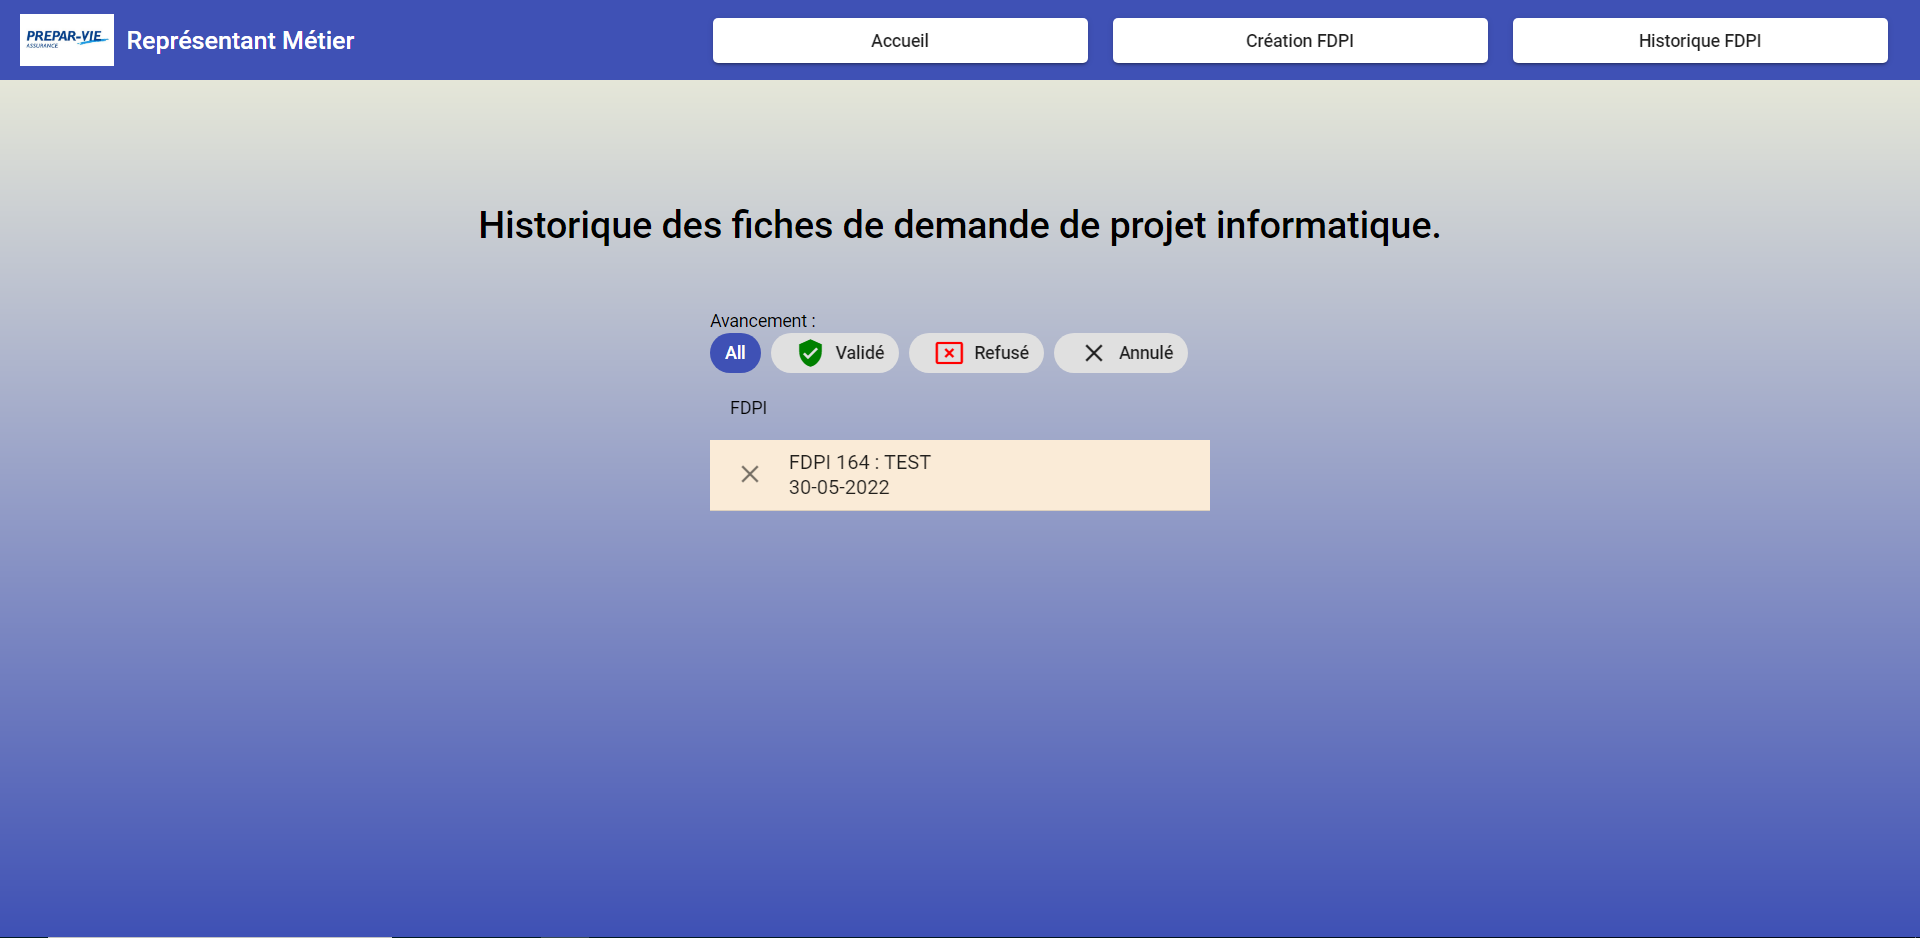 PREPAR-VIE
ASSURANCE
Représentant Métier
Accueil
Création FDPI
Historique FDPI
Historique des fiches de demande de projet informatique.
Avancement :
All
Validé
Refusé
Annulé
FDPI
FDPI 164 : TEST
30-05-2022